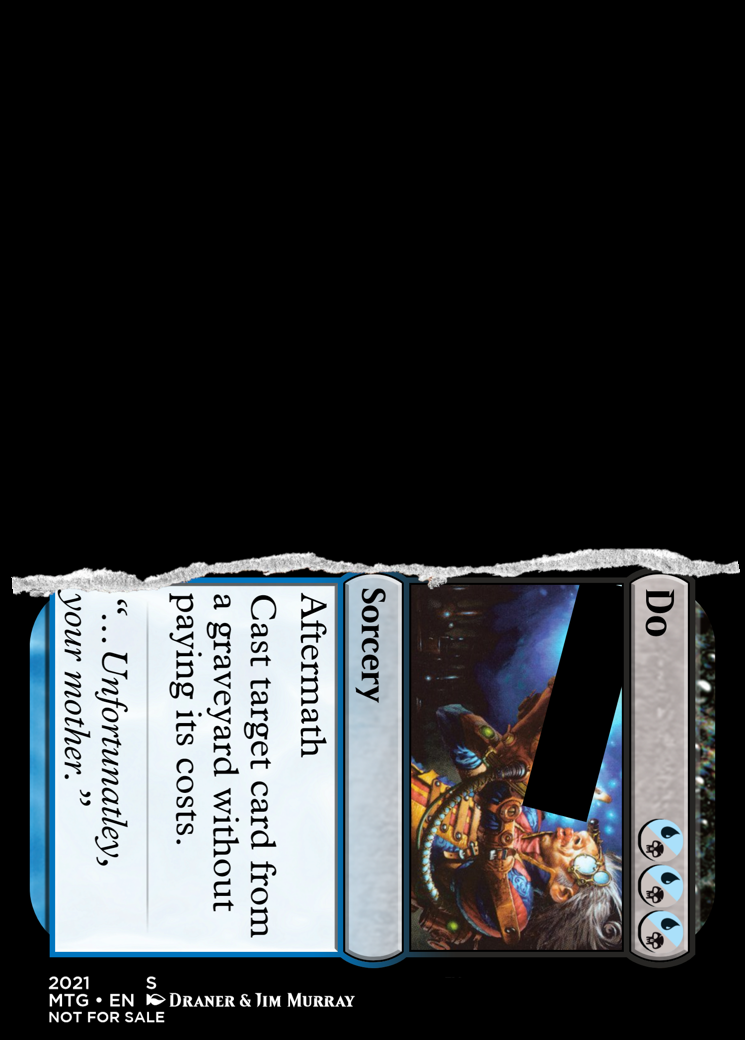 Do
Sorcery
Aftermath
Cast target card from
a graveyard without
paying its costs.
“...Unfortunatley,
your mother. ”
2021 S
MTG • EN DRANER & JIM MURRAY
NOT FOR SALE